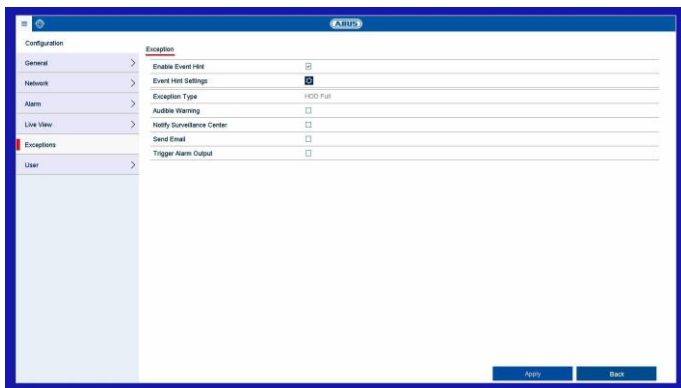 ABUS
Configuration
Exception
General
Network
Alarm
Live View
Exceptions
User
Enable Event Hint
Event Hint Settings
Exception Type HDD Full
Audible Warning
Notify Surveillance Center
Send Email
Trigger Alarm Output
Apply Back